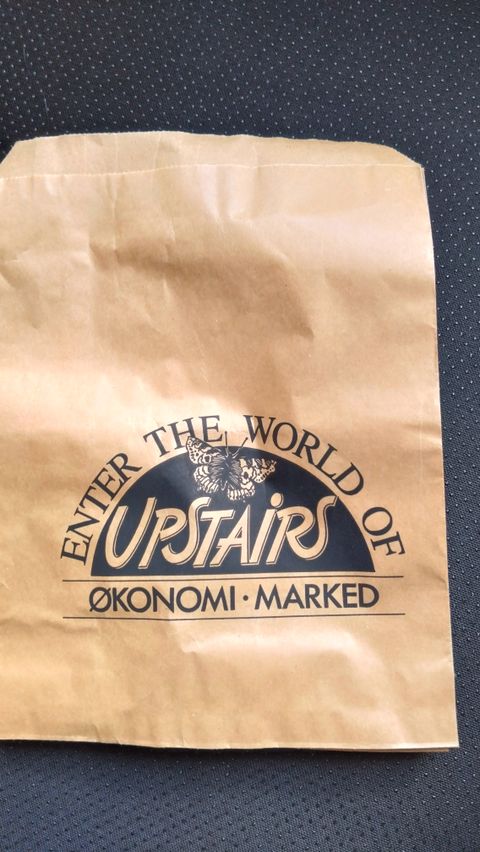 ENTER THE WORLD OF
UPSTAIRS
ØKONOMI · MARKED